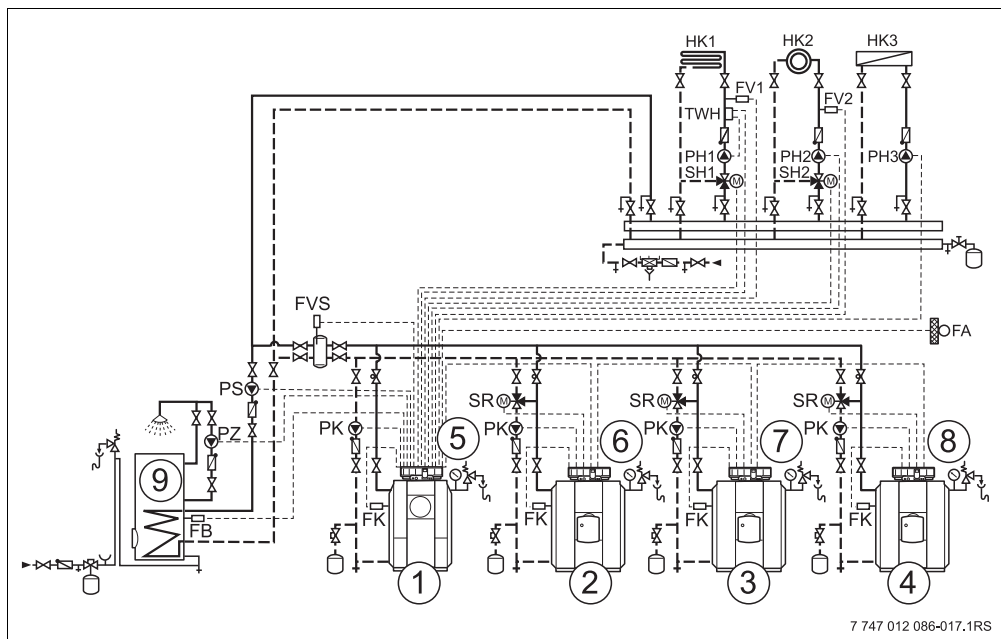 HK1 HK2 HK3
FV1 FV2
TWH
PH1 PH2 PH3
SH1 M SH2 M
FVS
FA
PS
SR M SR M SR M
PZ PK PK PK PK
5 6 7 8
9
FB FK FK FK FK
1 2 3 4
7 747 012 086-017.1RS